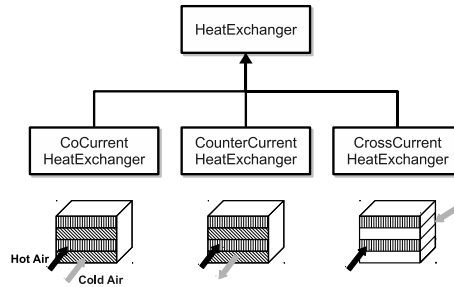 HeatExchanger
CoCurrent
HeatExchanger
CounterCurrent
HeatExchanger
CrossCurrent
HeatExchanger
Hot Air
Cold Air